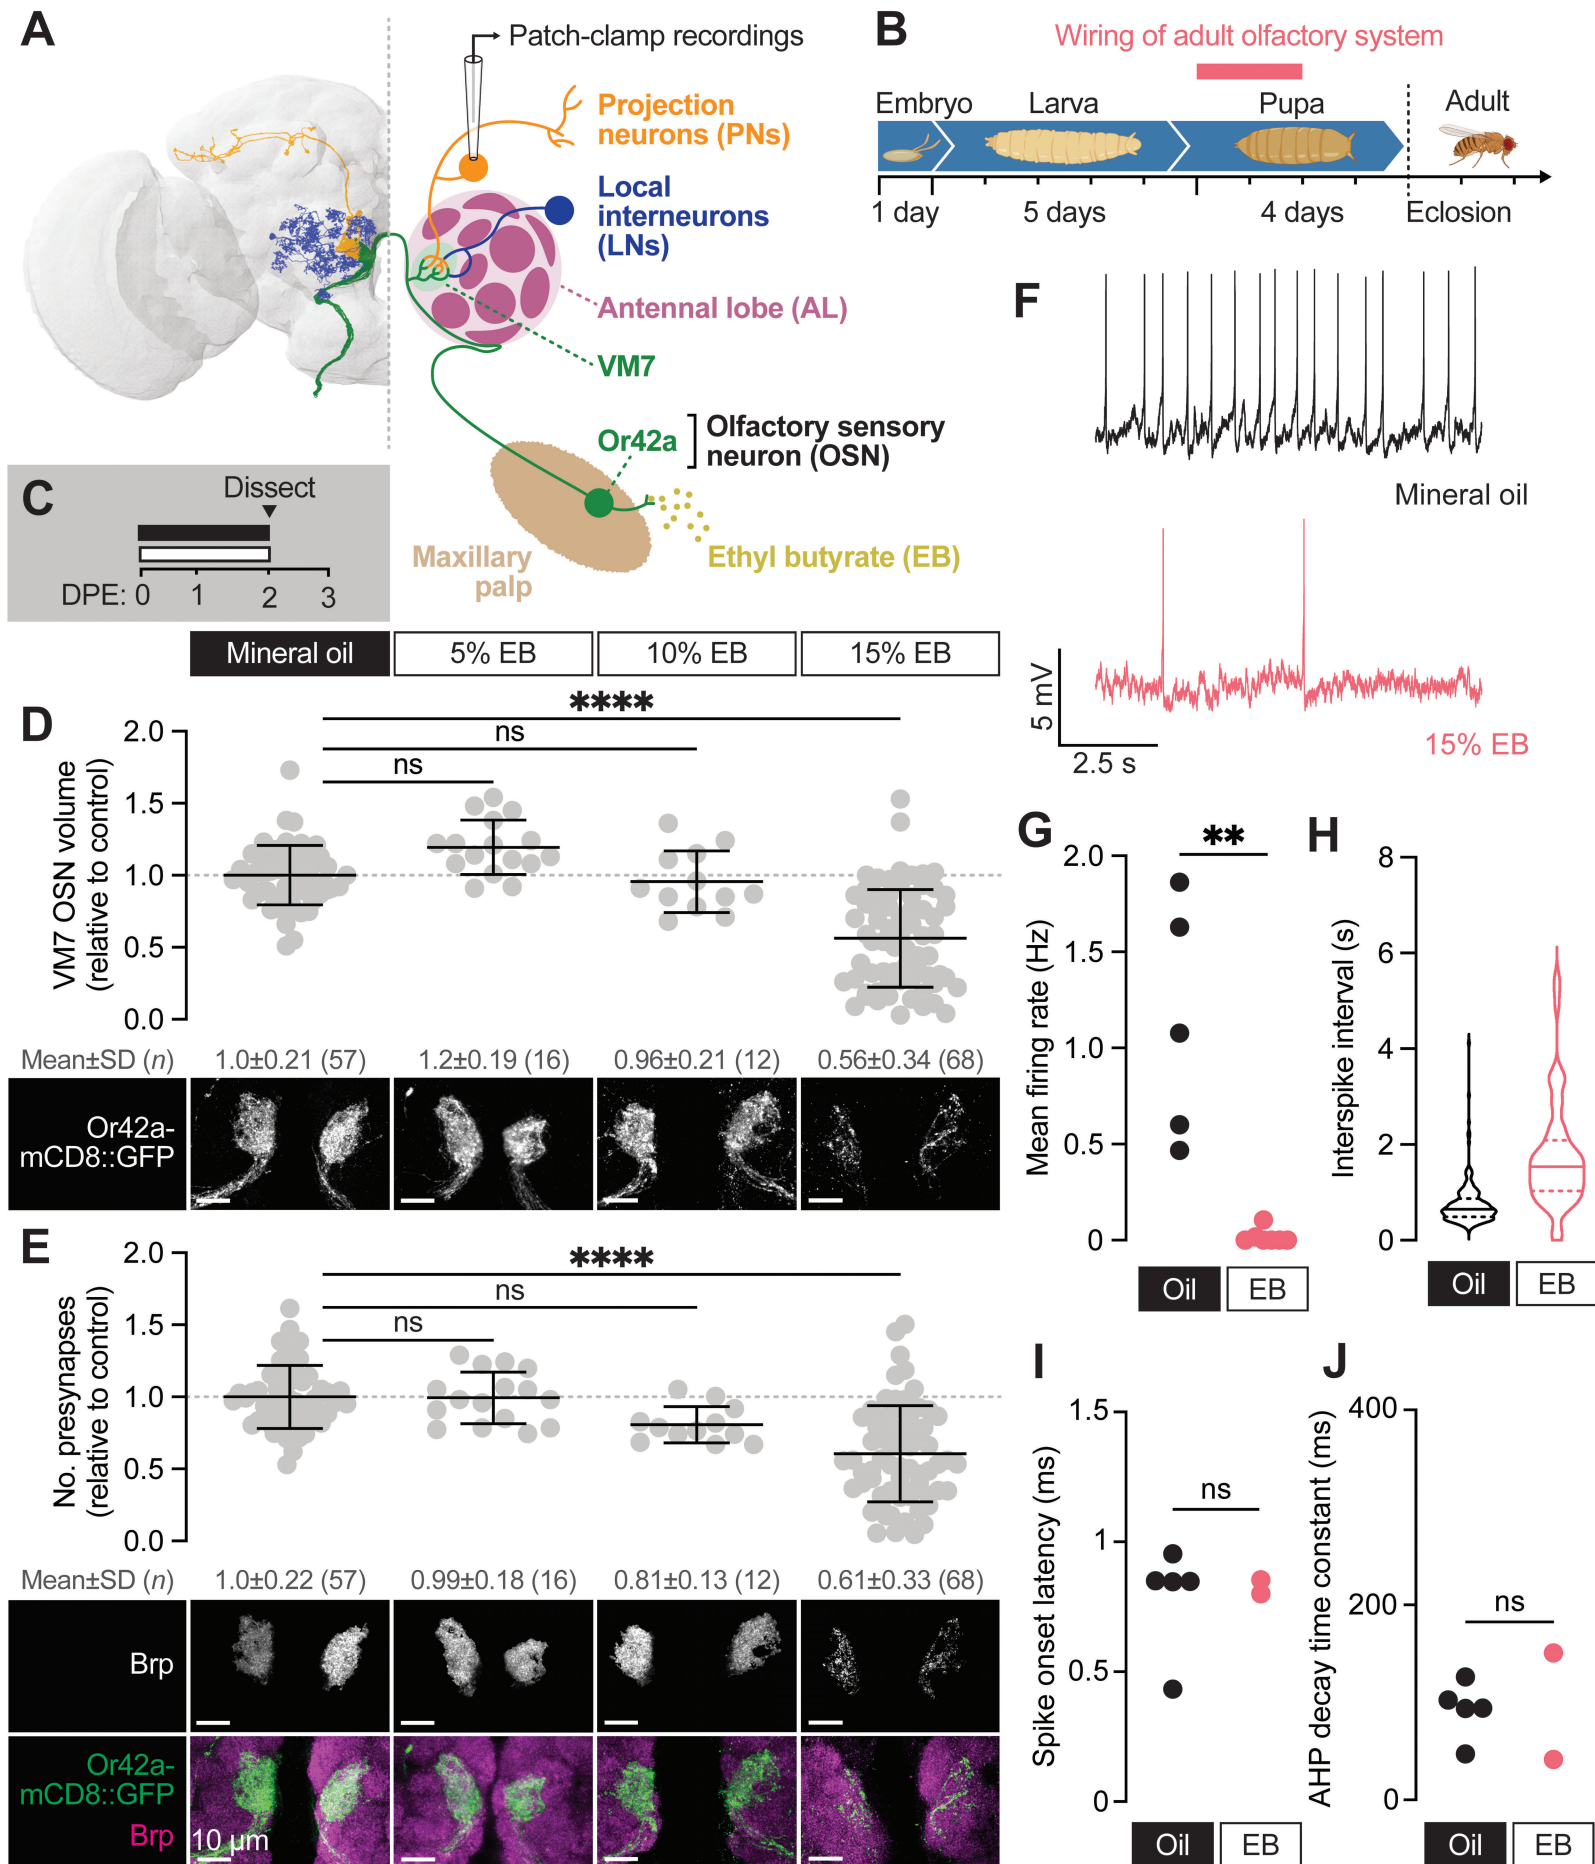 A
Patch-clamp recordings
Projection
neurons (PNs)
Local
interneurons
(LNs)
Antennal lobe (AL)
VM7
Or42a
Olfactory sensory
neuron (OSN)
Maxillary
palp
Ethyl butyrate (EB)
B
Wiring of adult olfactory system
Embryo Larva Pupa Adult
1 day 5 days 4 days Eclosion
C
Dissect
DPE: 0 1 2 3
Mineral oil 5% EB 10% EB 15% EB
D
VM7 OSN volume
(relative to control)
2.0
1.5
1.0
0.5
0.0
****
ns
ns
Mean±SD (n) 1.0±0.21 (57) 1.2±0.19 (16) 0.96±0.21 (12) 0.56±0.34 (68)
Or42a-
mCD8::GFP
E
No. presynapses
(relative to control)
2.0
1.5
1.0
0.5
0.0
****
ns
ns
Mean±SD (n) 1.0±0.22 (57) 0.99±0.18 (16) 0.81±0.13 (12) 0.61±0.33 (68)
Brp
Or42a-
mCD8::GFP
Brp
10 µm
F
Mineral oil
5 mV
2.5 s
15% EB
G
Mean firing rate (Hz)
2.0
1.5
1.0
0.5
0
**
Oil EB
H
Interspike interval (s)
8
6
4
2
0
Oil EB
I
Spike onset latency (ms)
1.5
1
0.5
0
ns
Oil EB
J
AHP decay time constant (ms)
400
200
0
ns
Oil EB